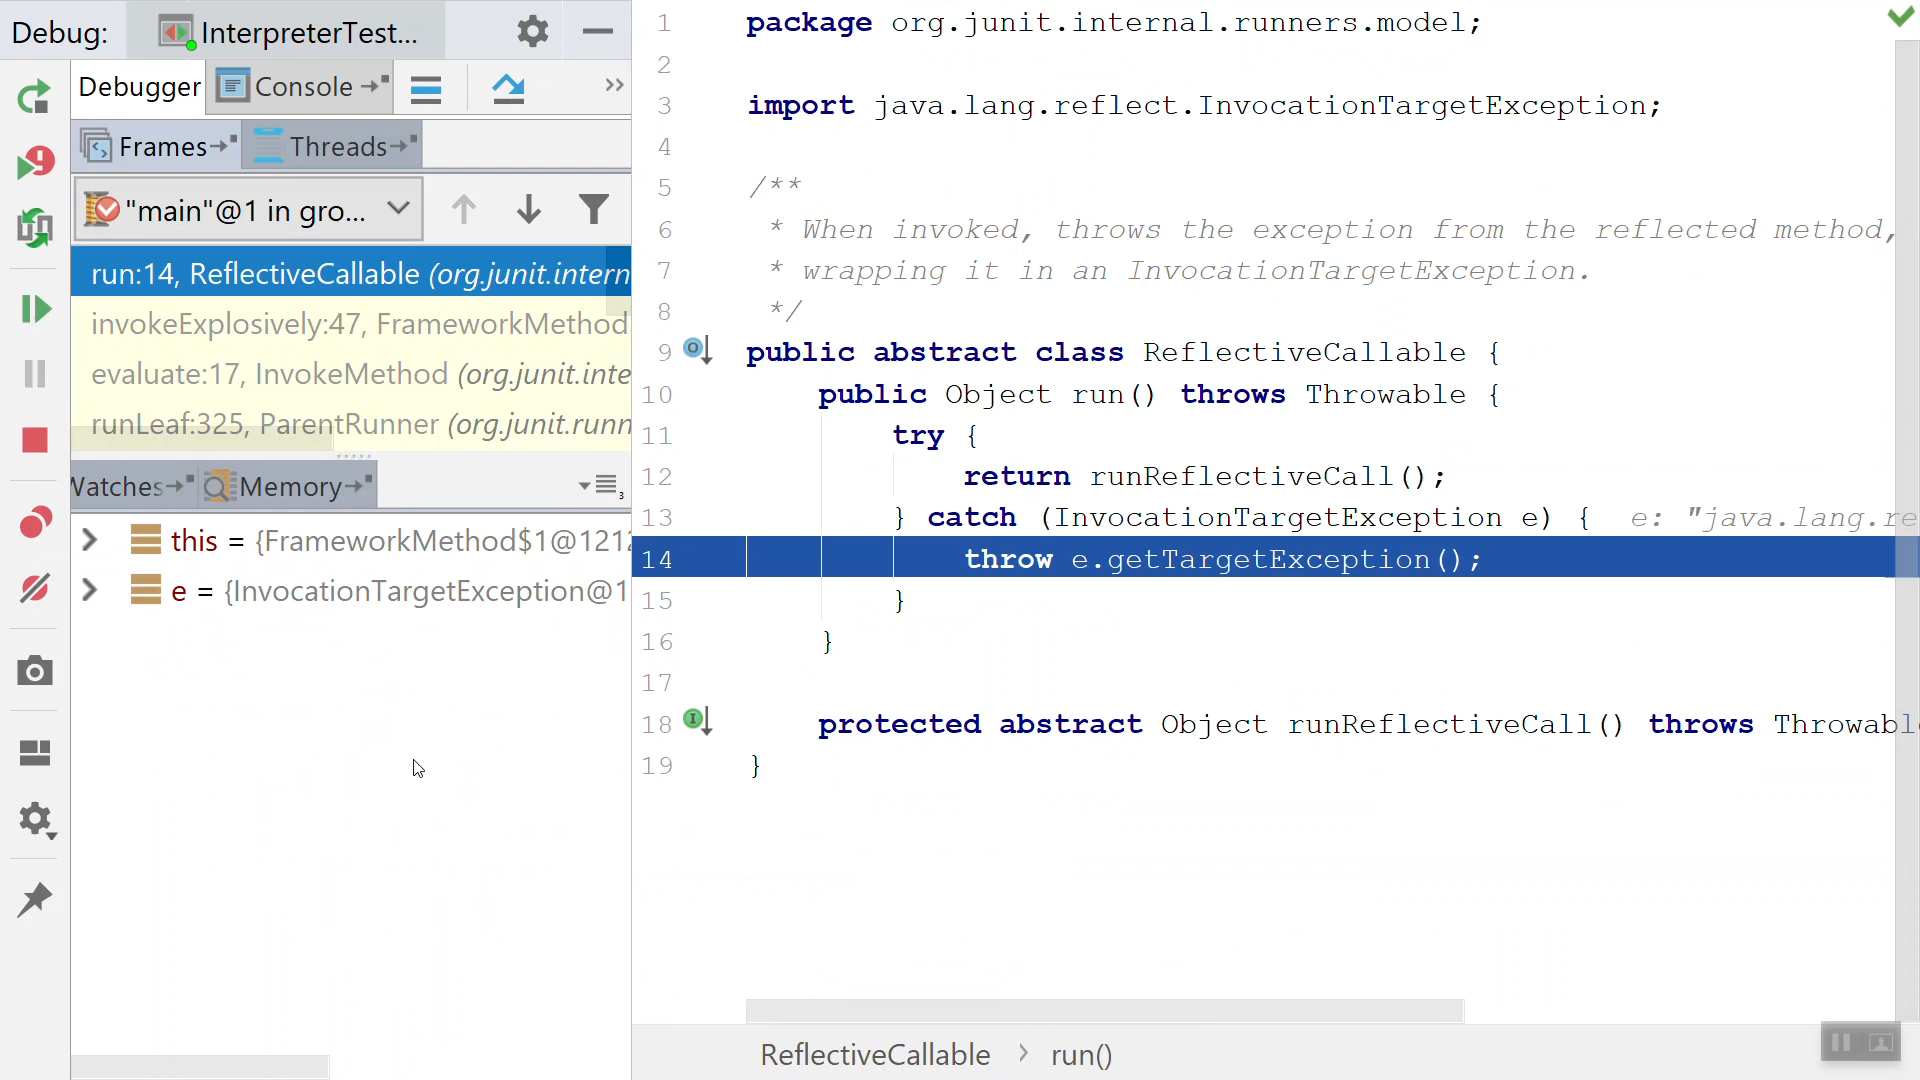 Debug: InterpreterTest...
Debugger Console
Frames Threads
"main"@1 in gro...
run:14, ReflectiveCallable (org.junit.intern
invokeExplosively:47, FrameworkMethod
evaluate:17, InvokeMethod (org.junit.inte
runLeaf:325, ParentRunner (org.junit.runn
Watches Memory
this = {FrameworkMethod$1@1212
e = {InvocationTargetException@1
1 package org.junit.internal.runners.model;
2
3 import java.lang.reflect.InvocationTargetException;
4
5 /**
6 * When invoked, throws the exception from the reflected method,
7 * wrapping it in an InvocationTargetException.
8 */
9 public abstract class ReflectiveCallable {
10 public Object run() throws Throwable {
11 try {
12 return runReflectiveCall();
13 } catch (InvocationTargetException e) { e: "java.lang.re
14 throw e.getTargetException();
15 }
16 }
17
18 protected abstract Object runReflectiveCall() throws Throwabl
19 }
ReflectiveCallable > run()